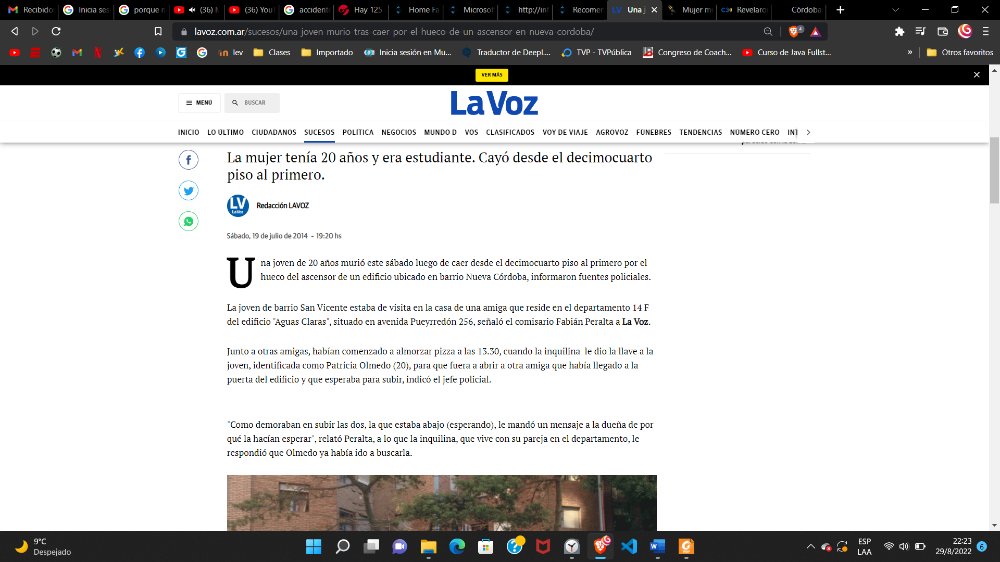 Recibidos
Inicia ses
porque n
(36) M
(36) YouT
accidente
Hay 125
Home Fa
Microsof
http://inf
Recomen
Una j
Mujer mu
Revelaro
Córdoba:
lavoz.com.ar/sucesos/una-joven-murio-tras-caer-por-el-hueco-de-un-ascensor-en-nueva-cordoba/
4
lev
Clases
Importado
Inicia sesión en Mu...
Traductor de DeepL...
TVP - TVPública
Congreso de Coach...
Curso de Java Fullst...
»
Otros favoritos
VER MÁS
MENÚ
BUSCAR
La Voz
INICIO LO ÚLTIMO CIUDADANOS SUCESOS POLÍTICA NEGOCIOS MUNDO D VOS CLASIFICADOS VOY DE VIAJE AGROVOZ FÚNEBRES TENDENCIAS NÚMERO CERO INT
La mujer tenía 20 años y era estudiante. Cayó desde el decimocuarto
piso al primero.
LV
La Voz
Redacción LAVOZ
Sábado, 19 de julio de 2014 - 19:20 hs
Una joven de 20 años murió este sábado luego de caer desde el decimocuarto piso al primero por el
hueco del ascensor de un edificio ubicado en barrio Nueva Córdoba, informaron fuentes policiales.
La joven de barrio San Vicente estaba de visita en la casa de una amiga que reside en el departamento 14 F
del edificio "Aguas Claras", situado en avenida Pueyrredón 256, señaló el comisario Fabián Peralta a La Voz.
Junto a otras amigas, habían comenzado a almorzar pizza a las 13.30, cuando la inquilina le dio la llave a la
joven, identificada como Patricia Olmedo (20), para que fuera a abrir a otra amiga que había llegado a la
puerta del edificio y que esperaba para subir, indicó el jefe policial.
"Como demoraban en subir las dos, la que estaba abajo (esperando), le mandó un mensaje a la dueña de por
qué la hacían esperar", relató Peralta, a lo que la inquilina, que vive con su pareja en el departamento, le
respondió que Olmedo ya había ido a buscarla.
9°C
Despejado
ESP
LAA
22:23
29/8/2022
6